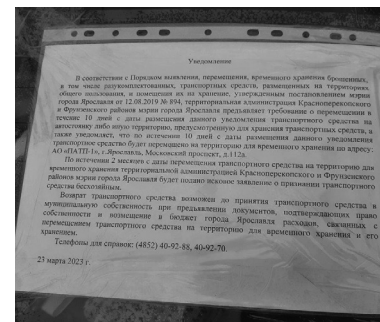 Уведомление
В соответствии с Порядком выявления, перемещения, временного хранения брошенных,
в том числе разукомплектованных, транспортных средств, размещенных на территориях
общего пользования, и помещения их на хранение, утвержденным постановлением мэрии
города Ярославля от 12.08.2019 № 894, территориальная администрация Красноперекопского
и Фрунзенского районов мэрии города Ярославля предъявляет требование о перемещении в
течение 10 дней с даты размещения данного уведомления транспортного средства на
автостоянку либо иную территорию, предусмотренную для хранения транспортных средств, а
также уведомляет, что по истечении 10 дней с даты размещения данного уведомления
транспортное средство будет перемещено на территорию для временного хранения по адресу:
АО «ПАТП-1», г.Ярославль, Московский проспект, д.112а.
По истечении 2 месяцев с даты перемещения транспортного средства на территорию для
временного хранения территориальной администрацией Красноперекопского и Фрунзенского
районов мэрии города Ярославля будет подано исковое заявление о признании транспортного
средства бесхозяйным.
Возврат транспортного средства возможен до принятия транспортного средства в
муниципальную собственность при предъявлении документов, подтверждающих право
собственности и возмещение в бюджет города Ярославля расходов, связанных с
перемещением транспортного средства на территорию для временного хранения и его
хранением.
Телефоны для справок: (4852) 40-92-88, 40-92-70.
23 марта 2023 г.